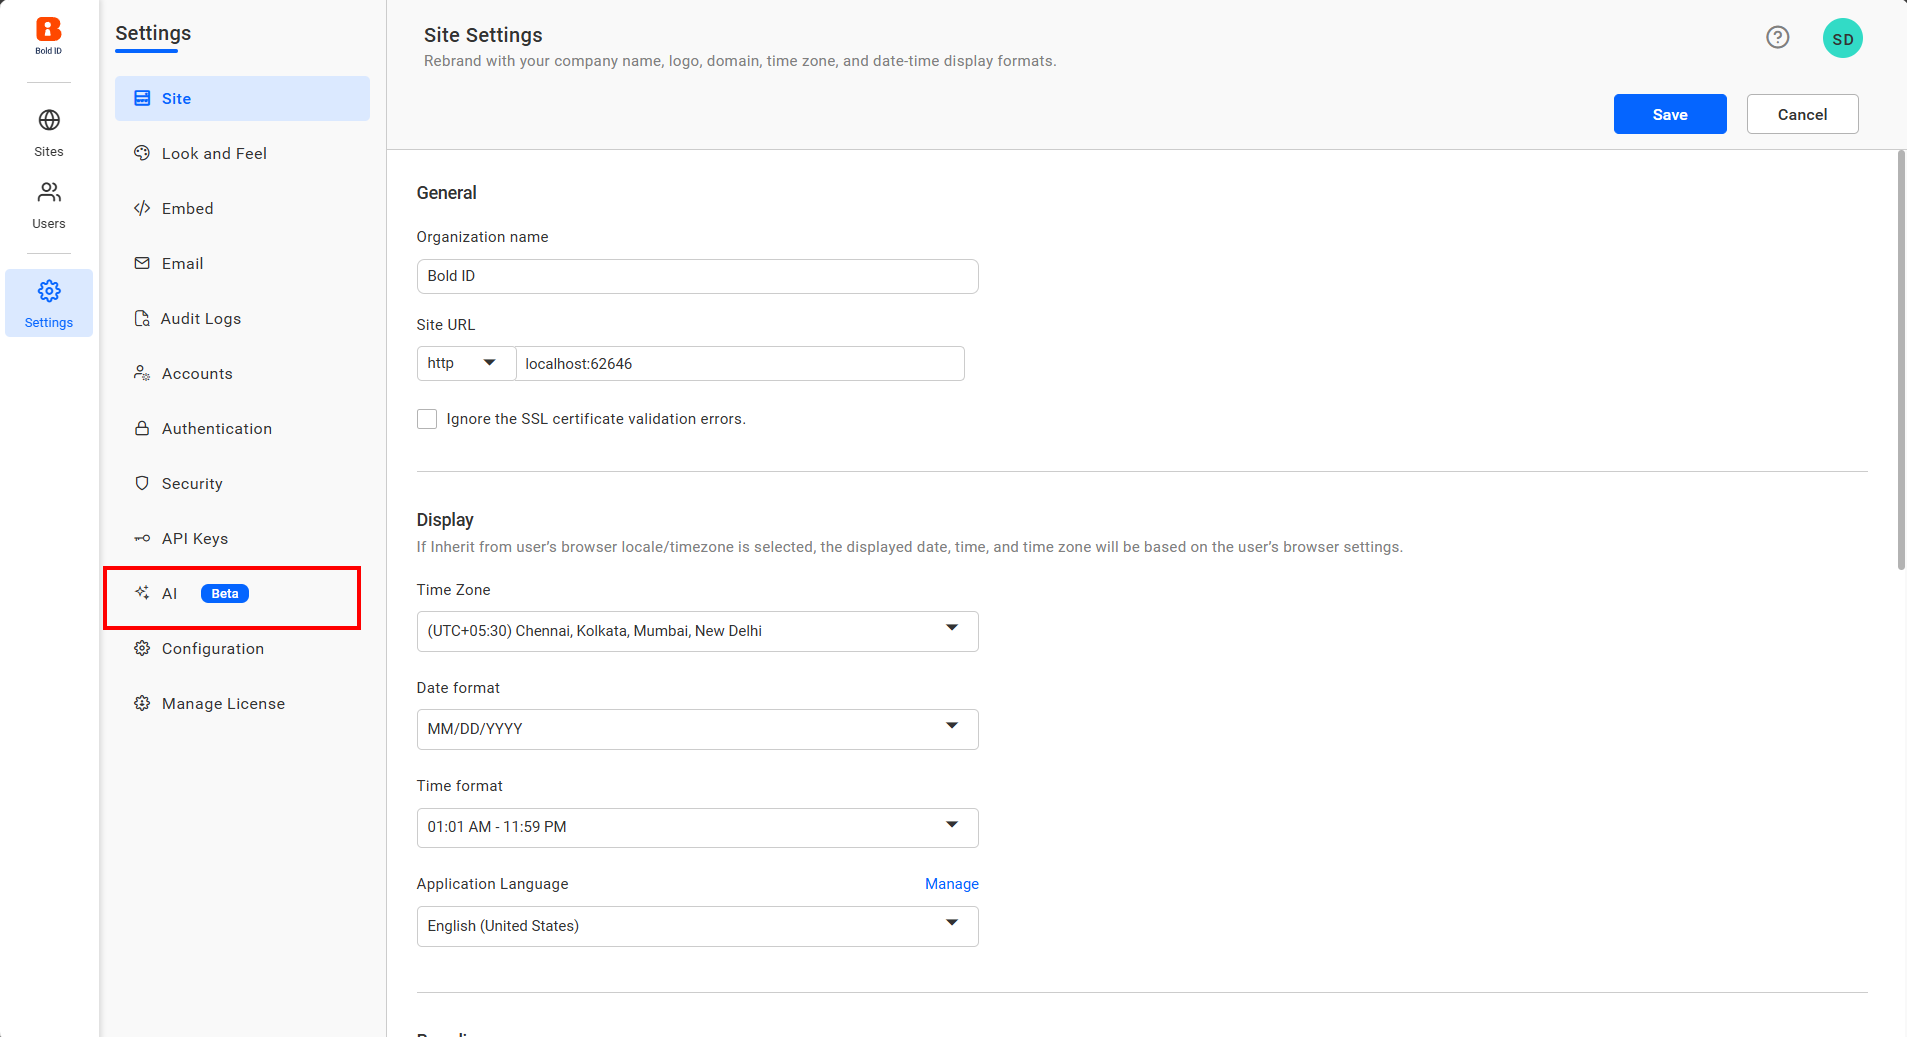 Bold ID
Sites
Users
Settings
Settings
Site
Look and Feel
Embed
Email
Audit Logs
Accounts
Authentication
Security
API Keys
AI Beta
Configuration
Manage License
Site Settings
Rebrand with your company name, logo, domain, time zone, and date-time display formats.
SD
Save Cancel
General
Organization name
Bold ID
Site URL
http localhost:62646
Ignore the SSL certificate validation errors.
Display
If Inherit from user’s browser locale/timezone is selected, the displayed date, time, and time zone will be based on the user’s browser settings.
Time Zone
(UTC+05:30) Chennai, Kolkata, Mumbai, New Delhi
Date format
MM/DD/YYYY
Time format
01:01 AM - 11:59 PM
Application Language Manage
English (United States)